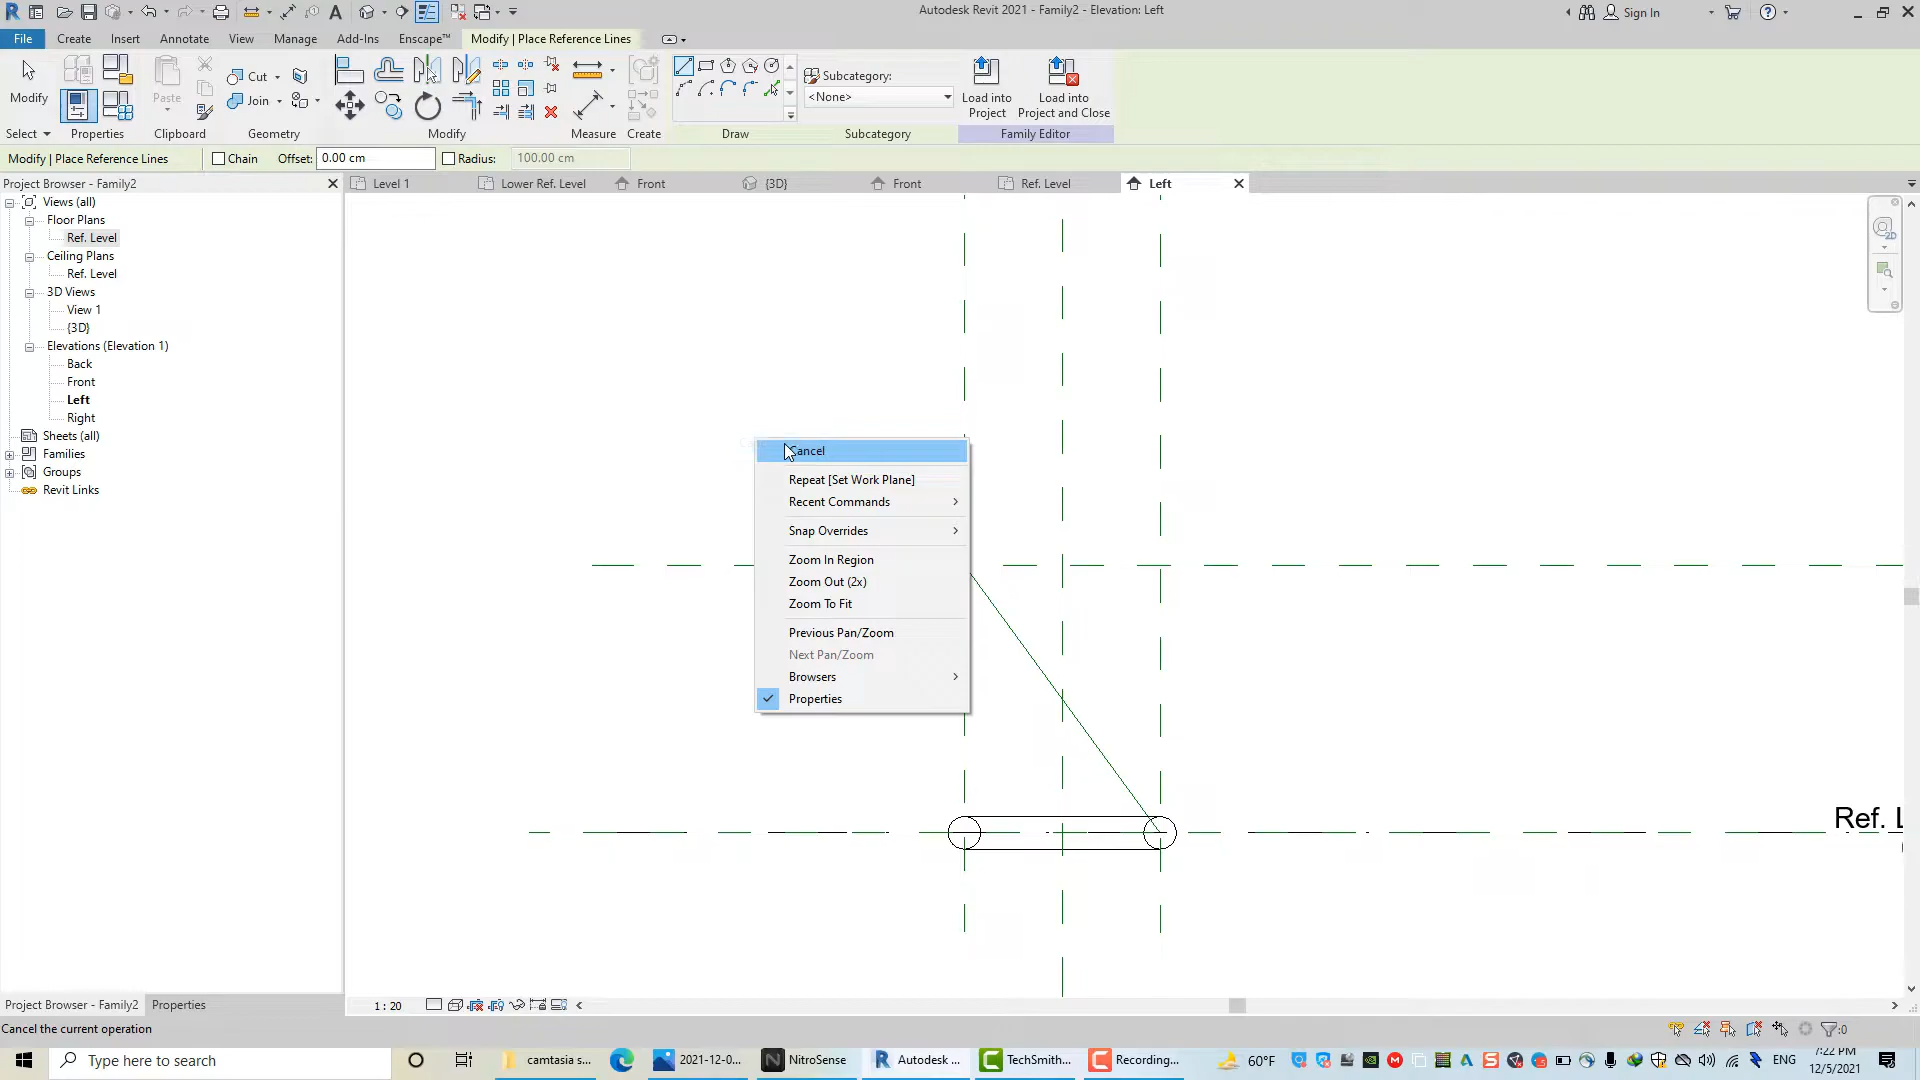 Autodesk Revit 2021 - Family2 - Elevation: Left
Sign In
File
Create
Insert
Annotate
View
Manage
Add-Ins
Enscape™
Modify | Place Reference Lines
Modify
Paste
Cut
Join
Subcategory:
<None>
Load into
Project
Load into
Project and Close
Select
Properties
Clipboard
Geometry
Modify
Measure
Create
Draw
Subcategory
Family Editor
Modify | Place Reference Lines
Chain
Offset:
0.00 cm
Radius:
100.00 cm
Project Browser - Family2
Level 1
Lower Ref. Level
Front
{3D}
Front
Ref. Level
Left
Views (all)
Floor Plans
Ref. Level
Ceiling Plans
Ref. Level
3D Views
View 1
{3D}
Elevations (Elevation 1)
Back
Front
Left
Right
Sheets (all)
Families
Groups
Revit Links
Cancel
Repeat [Set Work Plane]
Recent Commands
Snap Overrides
Zoom In Region
Zoom Out (2x)
Zoom To Fit
Previous Pan/Zoom
Next Pan/Zoom
Browsers
Properties
2D
Ref. L
Project Browser - Family2
Properties
1 : 20
Cancel the current operation
:0
Type here to search
camtasia s...
2021-12-0...
NitroSense
Autodesk ...
TechSmith...
Recording...
60°F
ENG
7:22 PM
12/5/2021